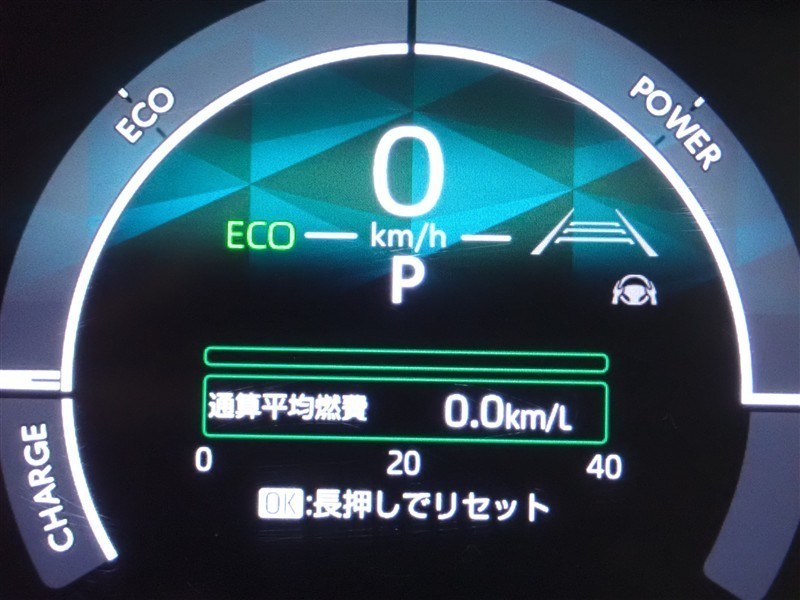 ECO
POWER
0
ECO km/h
P
通算平均燃費 0.0km/L
0 20 40
OK:長押しでリセット
CHARGE